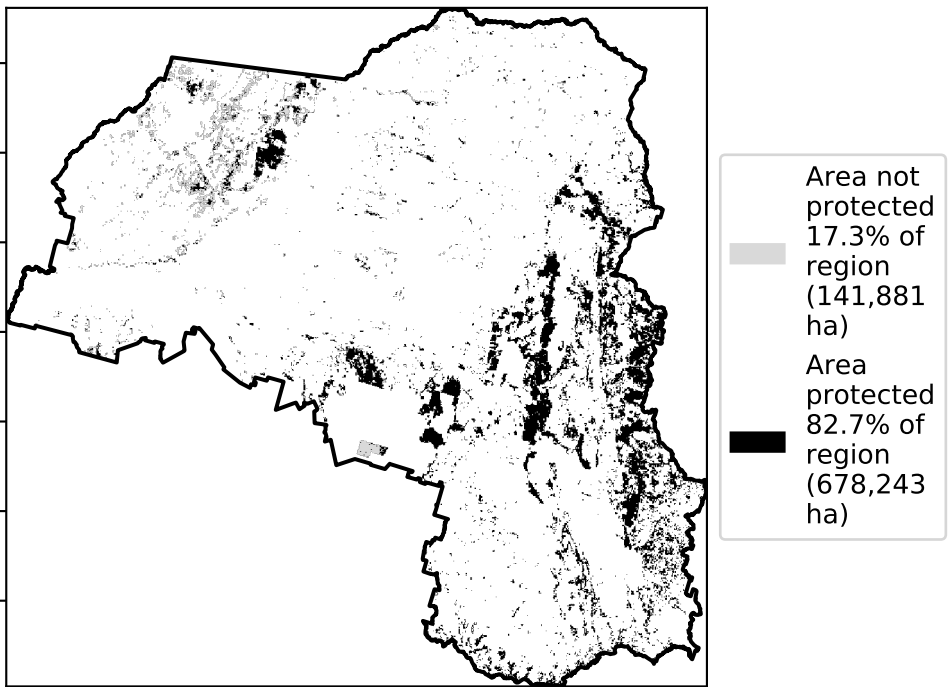 Area not
protected
17.3% of
region
(141,881
ha)
Area
protected
82.7% of
region
(678,243
ha)